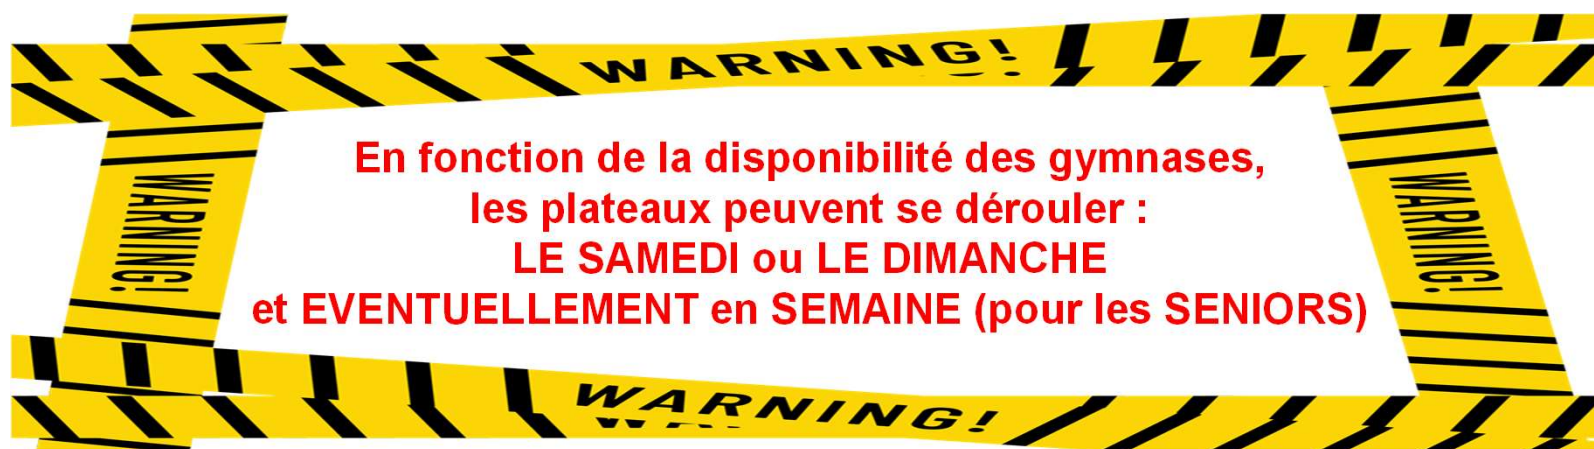 WARNING!
En fonction de la disponibilité des gymnases,
les plateaux peuvent se dérouler :
LE SAMEDI ou LE DIMANCHE
et EVENTUELLEMENT en SEMAINE (pour les SENIORS)
WARNING!
WARNING!
WARNING!